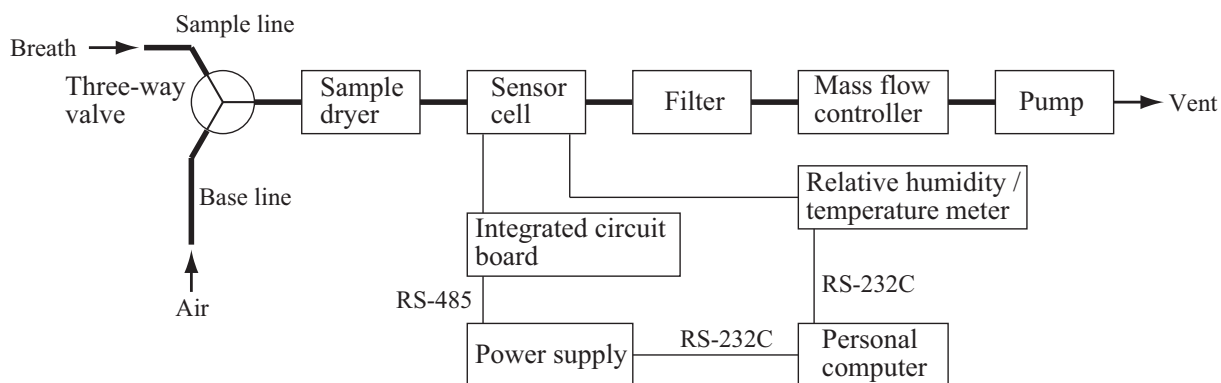 Sample line
Breath
Three-way
valve
Sample
dryer
Sensor
cell
Filter
Mass flow
controller
Pump
Vent
Base line
Air
Relative humidity /
temperature meter
Integrated circuit
board
RS-485
RS-232C
Power supply
RS-232C
Personal
computer